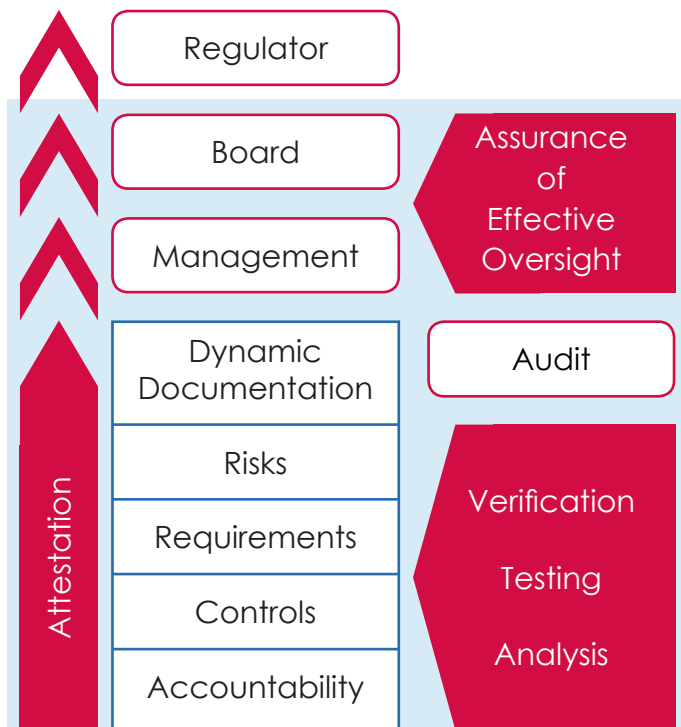 Regulator
Board
Management
Assurance
of
Effective
Oversight
Dynamic
Documentation
Risks
Requirements
Controls
Accountability
Audit
Verification
Testing
Analysis
Attestation